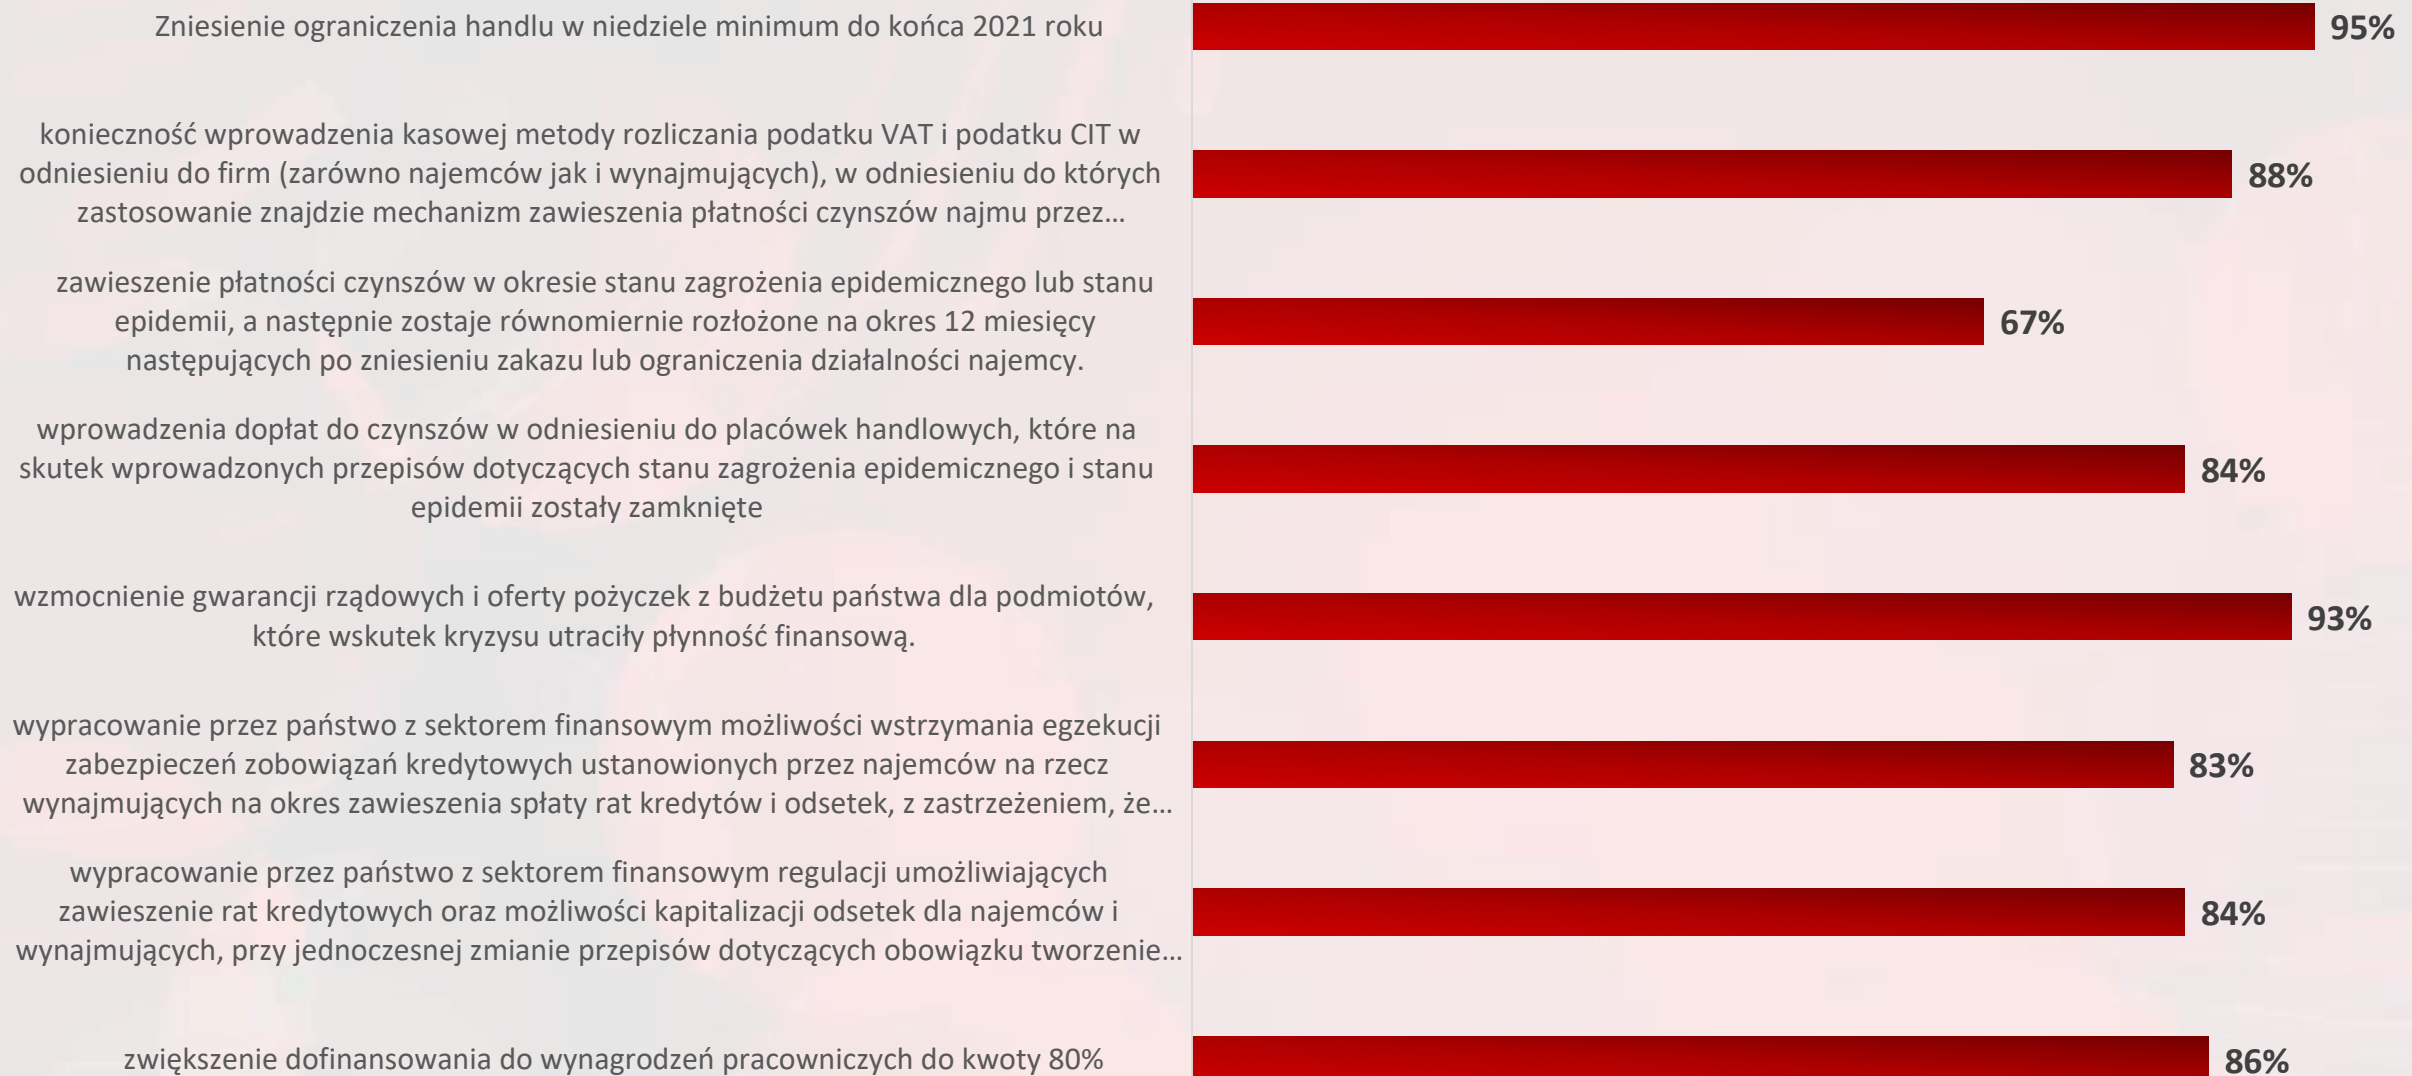 Zniesienie ograniczenia handlu w niedziele minimum do końca 2021 roku
95%
konieczność wprowadzenia kasowej metody rozliczania podatku VAT i podatku CIT w
odniesieniu do firm (zarówno najemców jak i wynajmujących), w odniesieniu do których
zastosowanie znajdzie mechanizm zawieszenia płatności czynszów najmu przez…
88%
zawieszenie płatności czynszów w okresie stanu zagrożenia epidemicznego lub stanu
epidemii, a następnie zostaje równomiernie rozłożone na okres 12 miesięcy
następujących po zniesieniu zakazu lub ograniczenia działalności najemcy.
67%
wprowadzenia dopłat do czynszów w odniesieniu do placówek handlowych, które na
skutek wprowadzonych przepisów dotyczących stanu zagrożenia epidemicznego i stanu
epidemii zostały zamknięte
84%
wzmocnienie gwarancji rządowych i oferty pożyczek z budżetu państwa dla podmiotów,
które wskutek kryzysu utraciły płynność finansową.
93%
wypracowanie przez państwo z sektorem finansowym możliwości wstrzymania egzekucji
zabezpieczeń zobowiązań kredytowych ustanowionych przez najemców na rzecz
wynajmujących na okres zawieszenia spłaty rat kredytów i odsetek, z zastrzeżeniem, że…
83%
wypracowanie przez państwo z sektorem finansowym regulacji umożliwiających
zawieszenie rat kredytowych oraz możliwości kapitalizacji odsetek dla najemców i
wynajmujących, przy jednoczesnej zmianie przepisów dotyczących obowiązku tworzenie…
84%
zwiększenie dofinansowania do wynagrodzeń pracowniczych do kwoty 80%
86%